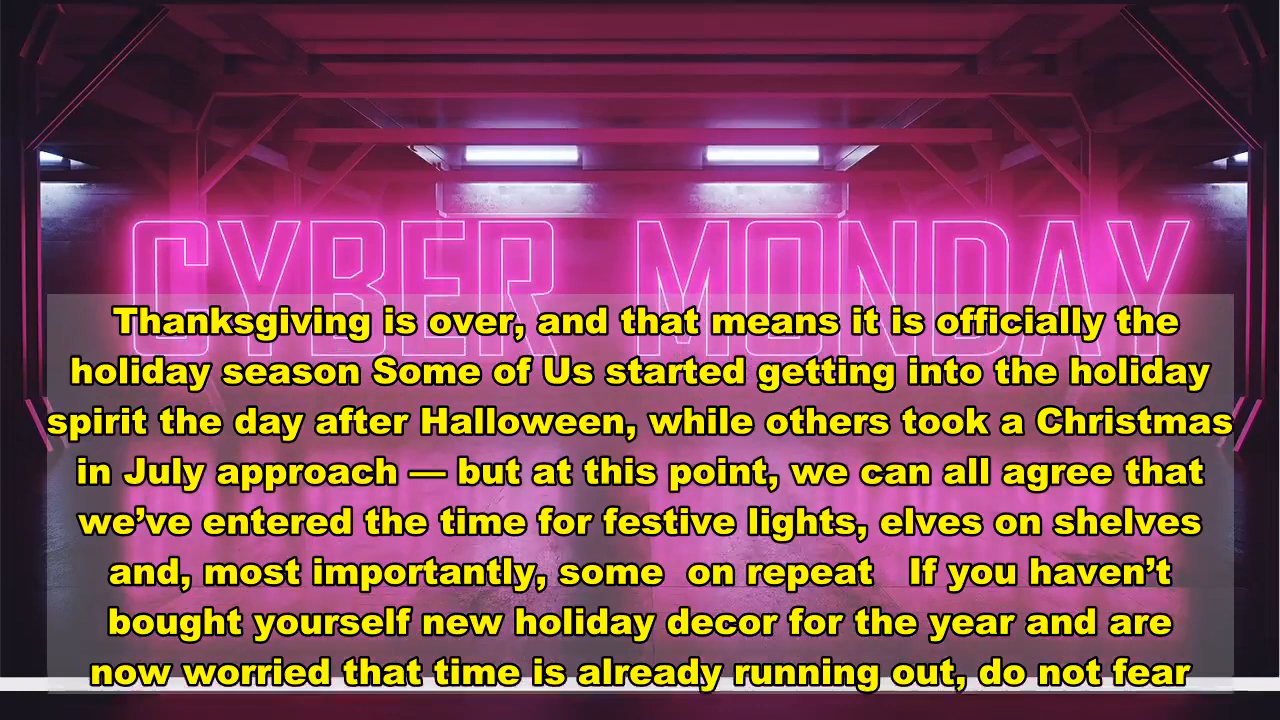 CYBER MONDAY
Thanksgiving is over, and that means it is officially the
holiday season Some of Us started getting into the holiday
spirit the day after Halloween, while others took a Christmas
in July approach — but at this point, we can all agree that
we’ve entered the time for festive lights, elves on shelves
and, most importantly, some  on repeat   If you haven’t
bought yourself new holiday decor for the year and are
now worried that time is already running out, do not fear